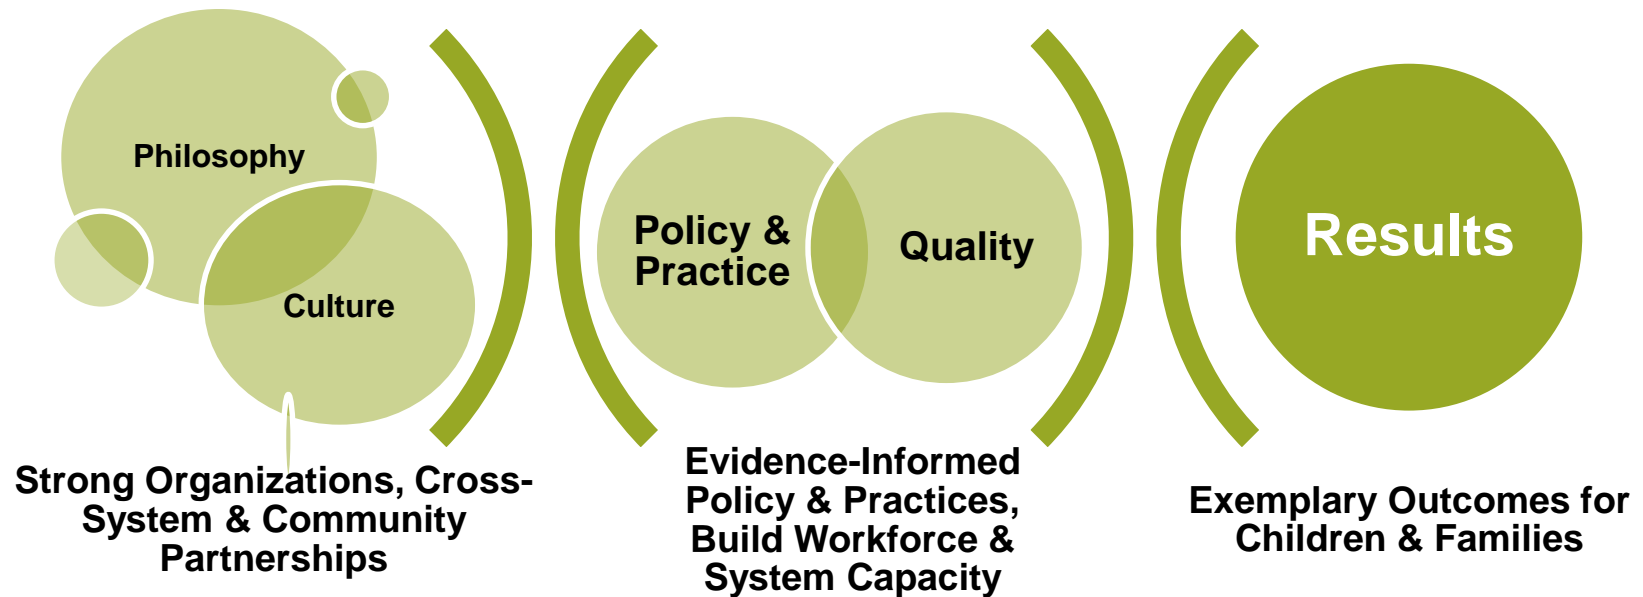 Philosophy
Culture
Strong Organizations, Cross-
System & Community
Partnerships
Policy &
Practice
Quality
Evidence-Informed
Policy & Practices,
Build Workforce &
System Capacity
Results
Exemplary Outcomes for
Children & Families